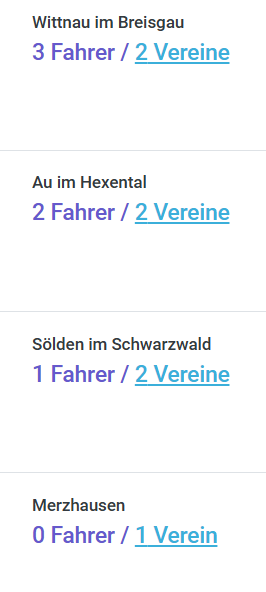 Wittnau im Breisgau
3 Fahrer / 2 Vereine
Au im Hexental
2 Fahrer / 2 Vereine
Sölden im Schwarzwald
1 Fahrer / 2 Vereine
Merzhausen
0 Fahrer / 1 Verein